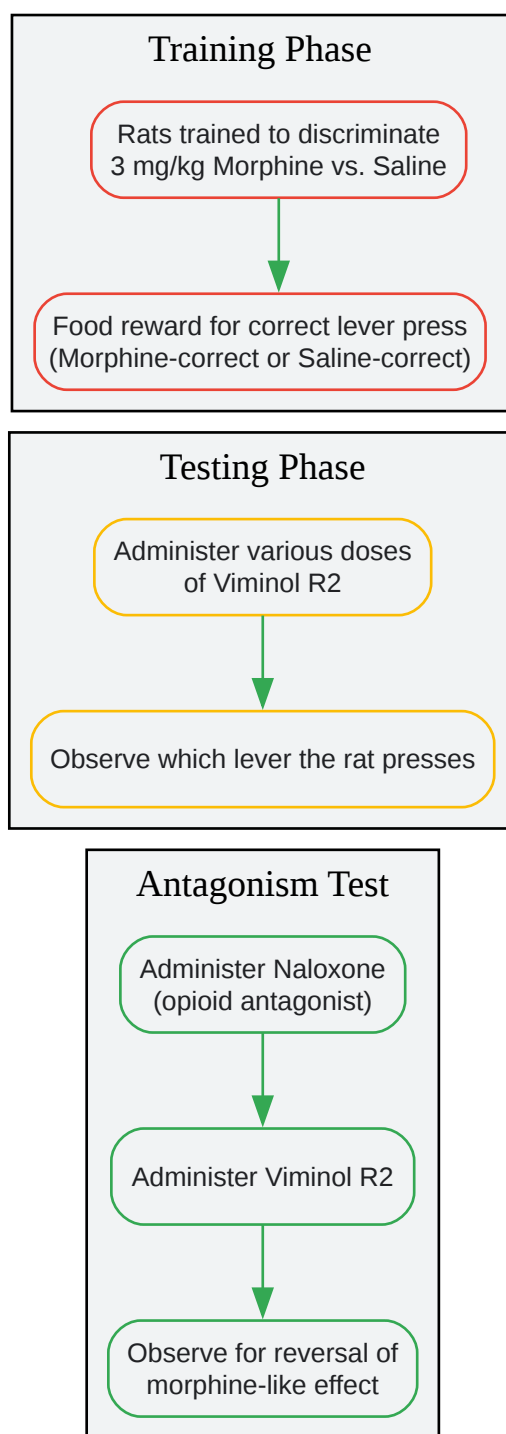 Training Phase
Rats trained to discriminate
3 mg/kg Morphine vs. Saline
Food reward for correct lever press
(Morphine-correct or Saline-correct)
Testing Phase
Administer various doses
of Viminol R2
Observe which lever the rat presses
Antagonism Test
Administer Naloxone
(opioid antagonist)
Administer Viminol R2
Observe for reversal of
morphine-like effect